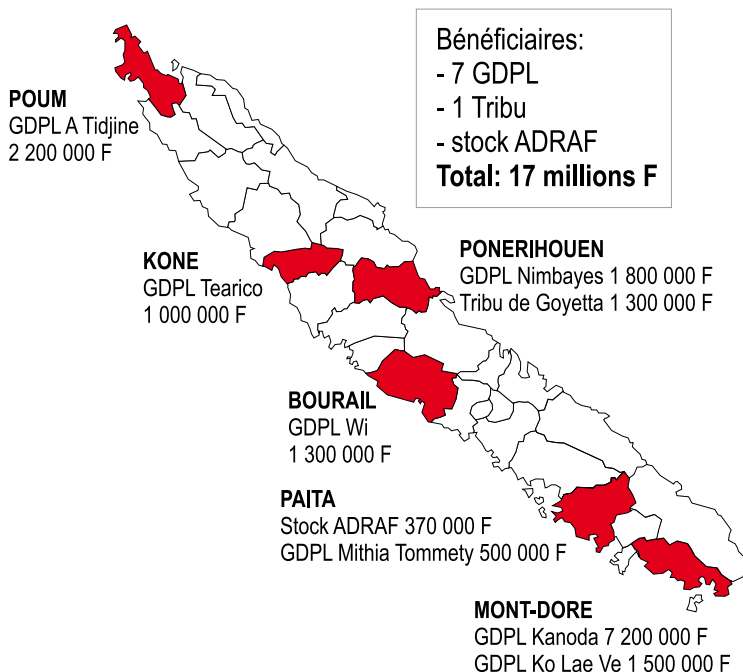 Bénéficiaires:
- 7 GDPL
- 1 Tribu
- stock ADRAF
Total: 17 millions F
POUM
GDPL A Tidjine
2 200 000 F
KONE
GDPL Tearico
1 000 000 F
PONERIHOUEN
GDPL Nimbayes 1 800 000 F
Tribu de Goyetta 1 300 000 F
BOURAIL
GDPL Wi
1 300 000 F
PAITA
Stock ADRAF 370 000 F
GDPL Mithia Tommety 500 000 F
MONT-DORE
GDPL Kanoda 7 200 000 F
GDPL Ko Lae Ve 1 500 000 F